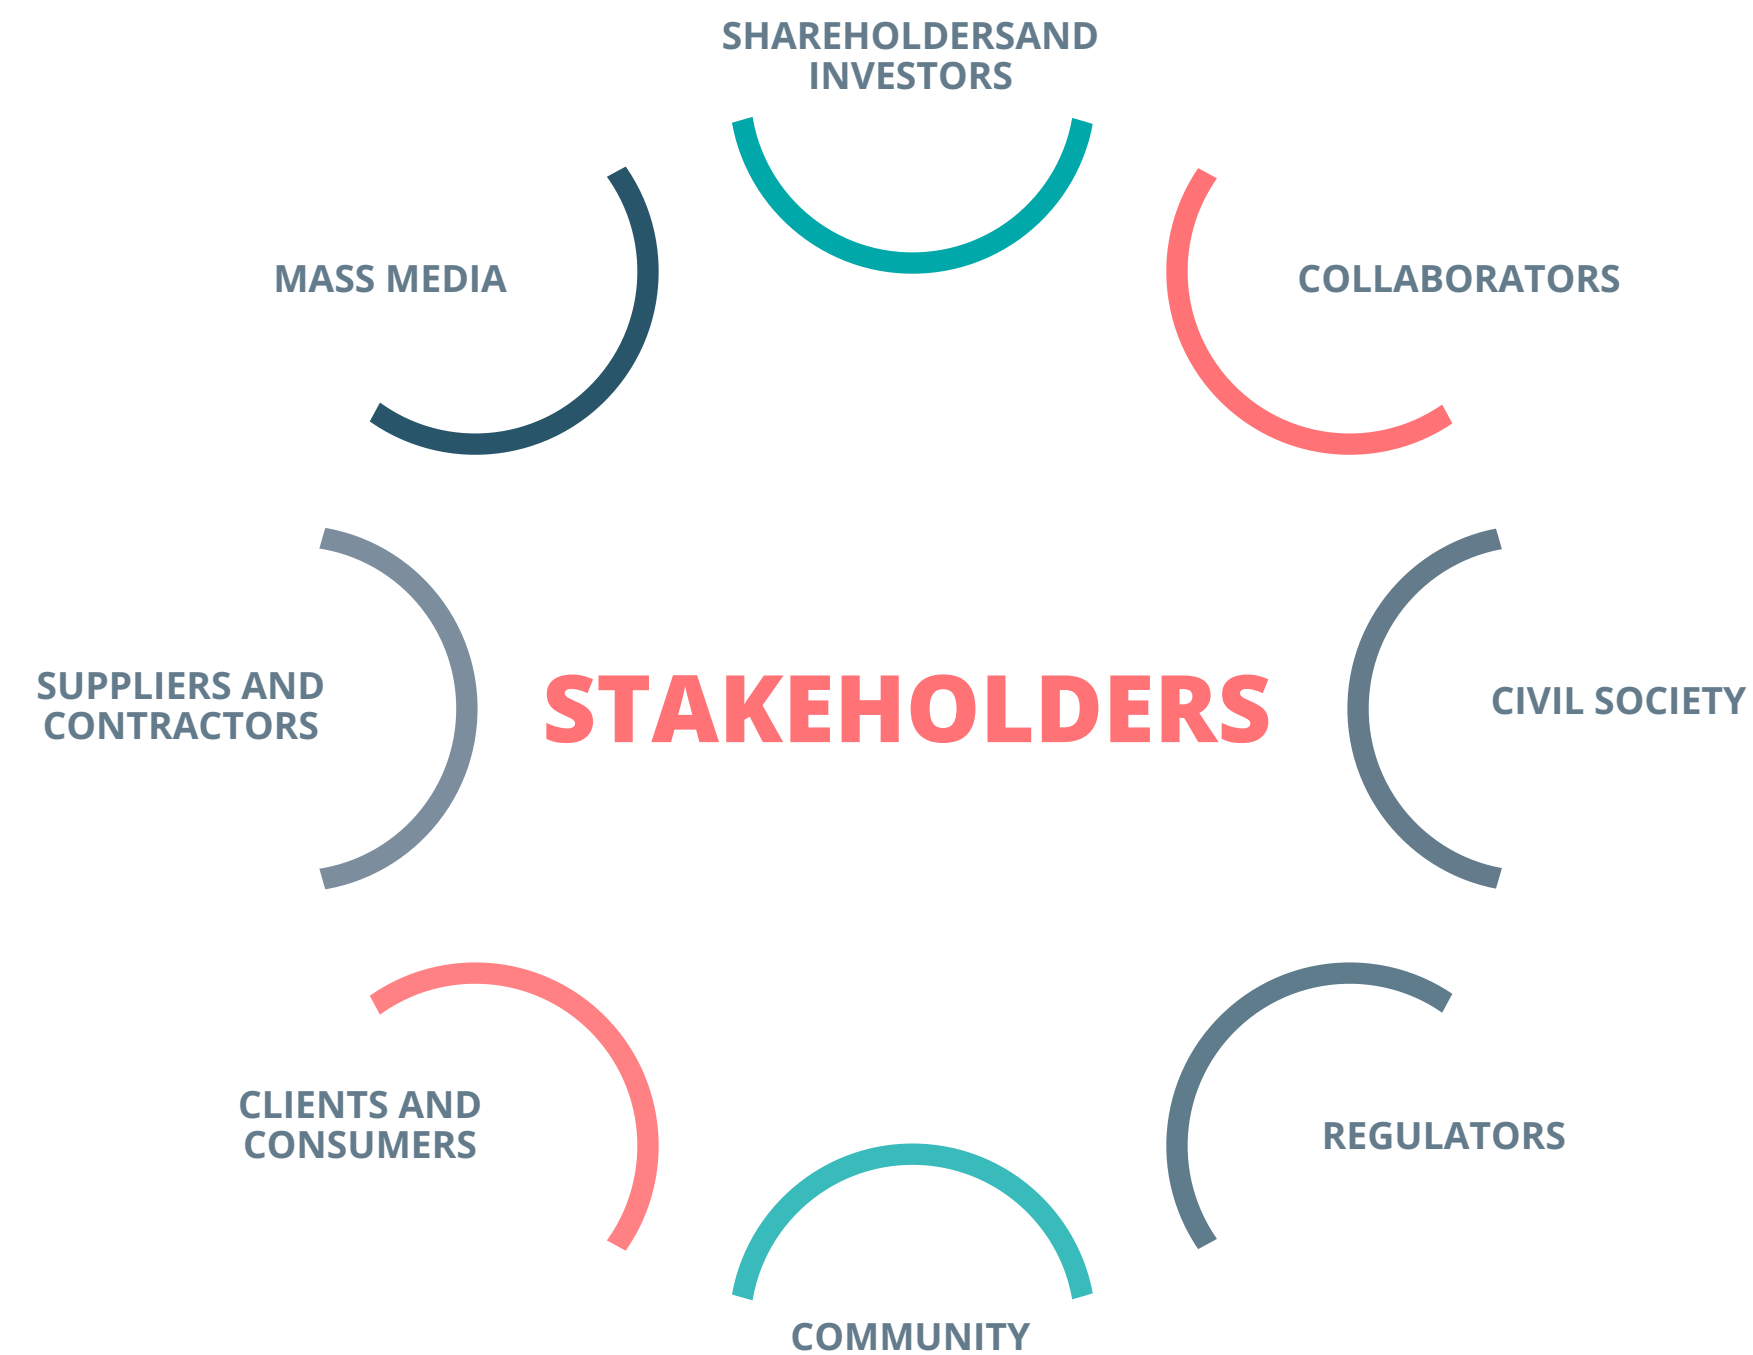 SHAREHOLDERSAND
INVESTORS
MASS MEDIA
COLLABORATORS
SUPPLIERS AND
CONTRACTORS
STAKEHOLDERS
CIVIL SOCIETY
CLIENTS AND
CONSUMERS
REGULATORS
COMMUNITY